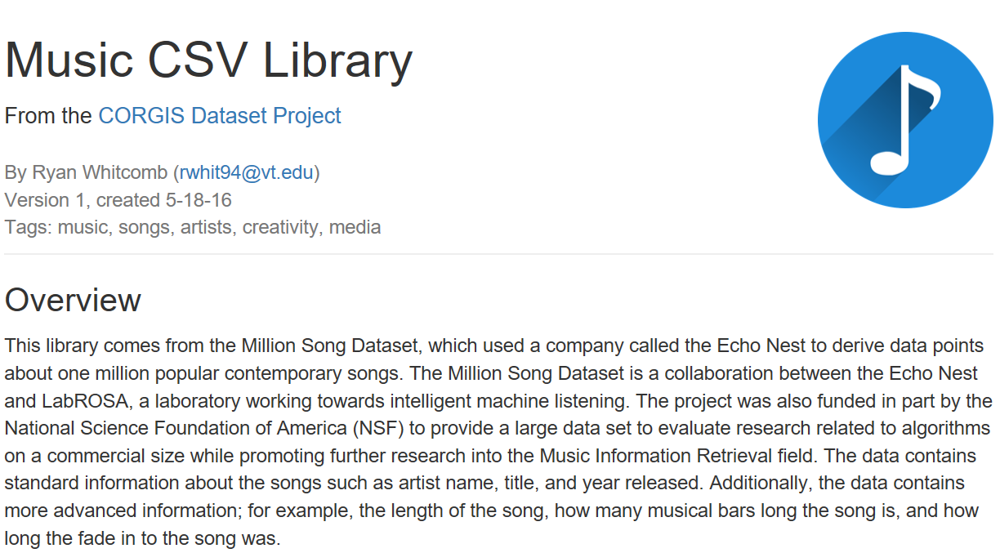 Music CSV Library
From the CORGIS Dataset Project
By Ryan Whitcomb (rwhit94@vt.edu)
Version 1, created 5-18-16
Tags: music, songs, artists, creativity, media
Overview
This library comes from the Million Song Dataset, which used a company called the Echo Nest to derive data points
about one million popular contemporary songs. The Million Song Dataset is a collaboration between the Echo Nest
and LabROSA, a laboratory working towards intelligent machine listening. The project was also funded in part by the
National Science Foundation of America (NSF) to provide a large data set to evaluate research related to algorithms
on a commercial size while promoting further research into the Music Information Retrieval field. The data contains
standard information about the songs such as artist name, title, and year released. Additionally, the data contains
more advanced information; for example, the length of the song, how many musical bars long the song is, and how
long the fade in to the song was.